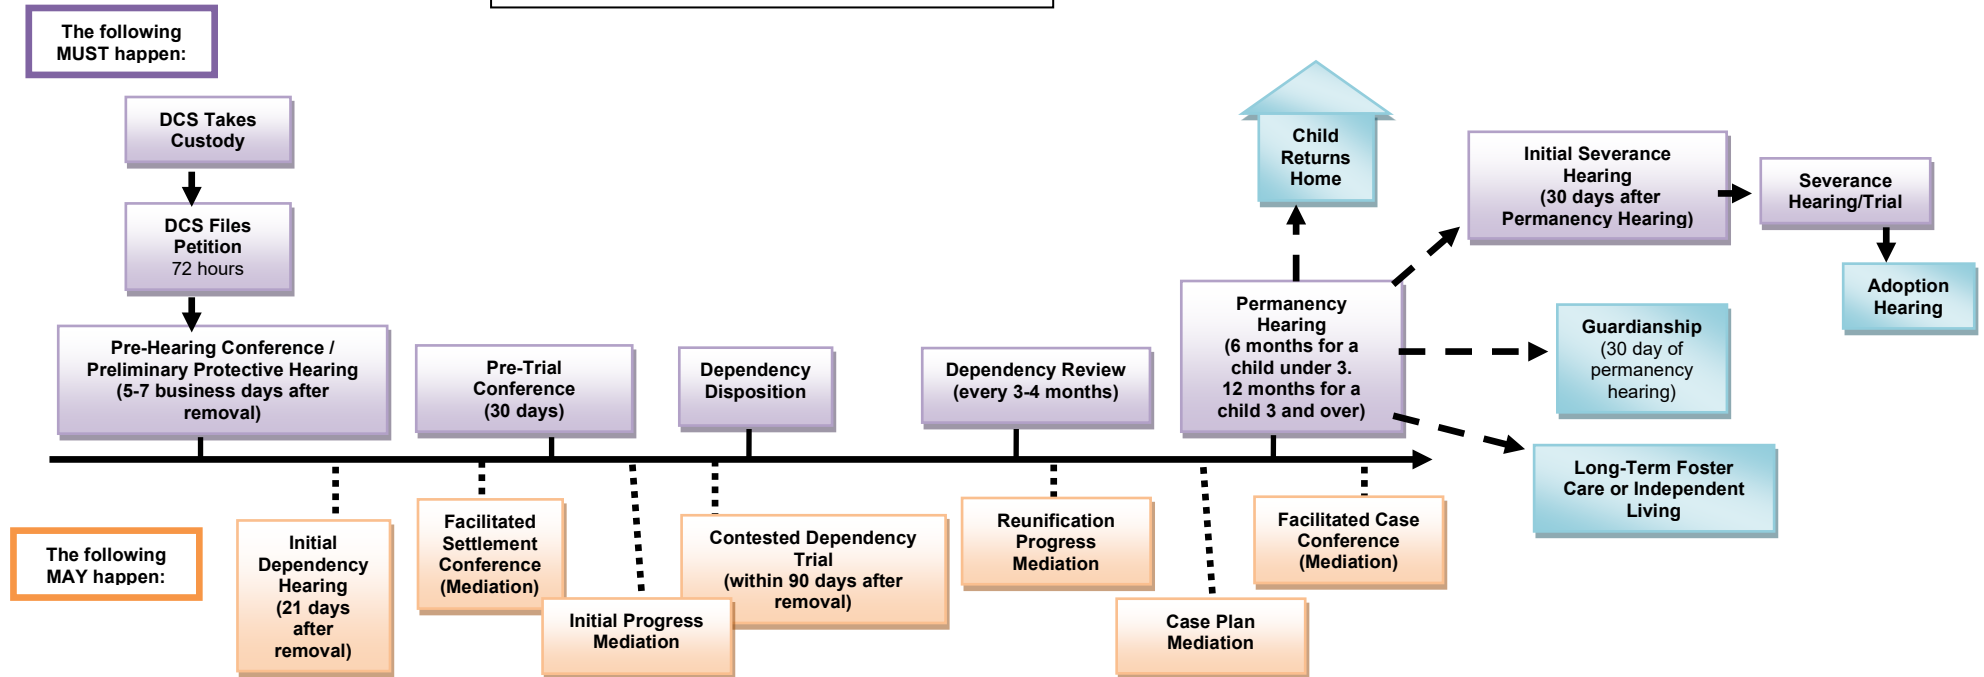 The following
MUST happen:
DCS Takes
Custody
DCS Files
Petition
72 hours
Pre-Hearing Conference /
Preliminary Protective Hearing
(5-7 business days after
removal)
Pre-Trial
Conference
(30 days)
Dependency
Disposition
Dependency Review
(every 3-4 months)
Permanency
Hearing
(6 months for a
child under 3.
12 months for a
child 3 and over)
Child
Returns
Home
Initial Severance
Hearing
(30 days after
Permanency Hearing)
Severance
Hearing/Trial
Adoption
Hearing
Guardianship
(30 day of
permanency
hearing)
Long-Term Foster
Care or Independent
Living
The following
MAY happen:
Initial
Dependency
Hearing
(21 days
after
removal)
Facilitated
Settlement
Conference
(Mediation)
Initial Progress
Mediation
Contested Dependency
Trial
(within 90 days after
removal)
Reunification
Progress
Mediation
Case Plan
Mediation
Facilitated Case
Conference
(Mediation)